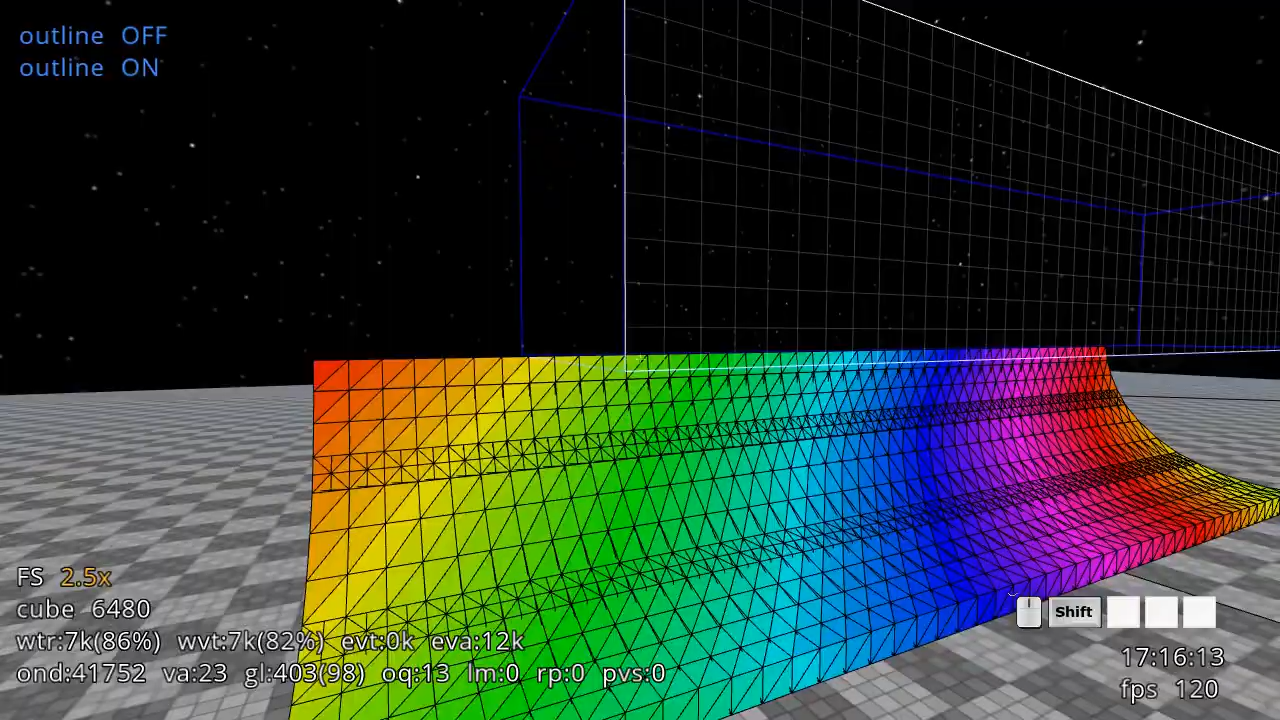 outline OFF
outline ON
FS 2.5x
cube 6480
wtr:7k(86%) wvt:7k(82%) evt:0k eva:12k
ond:41752 va:23 gl:403(98) oq:13 lm:0 rp:0 pvs:0
Shift
17:16:13
fps 120